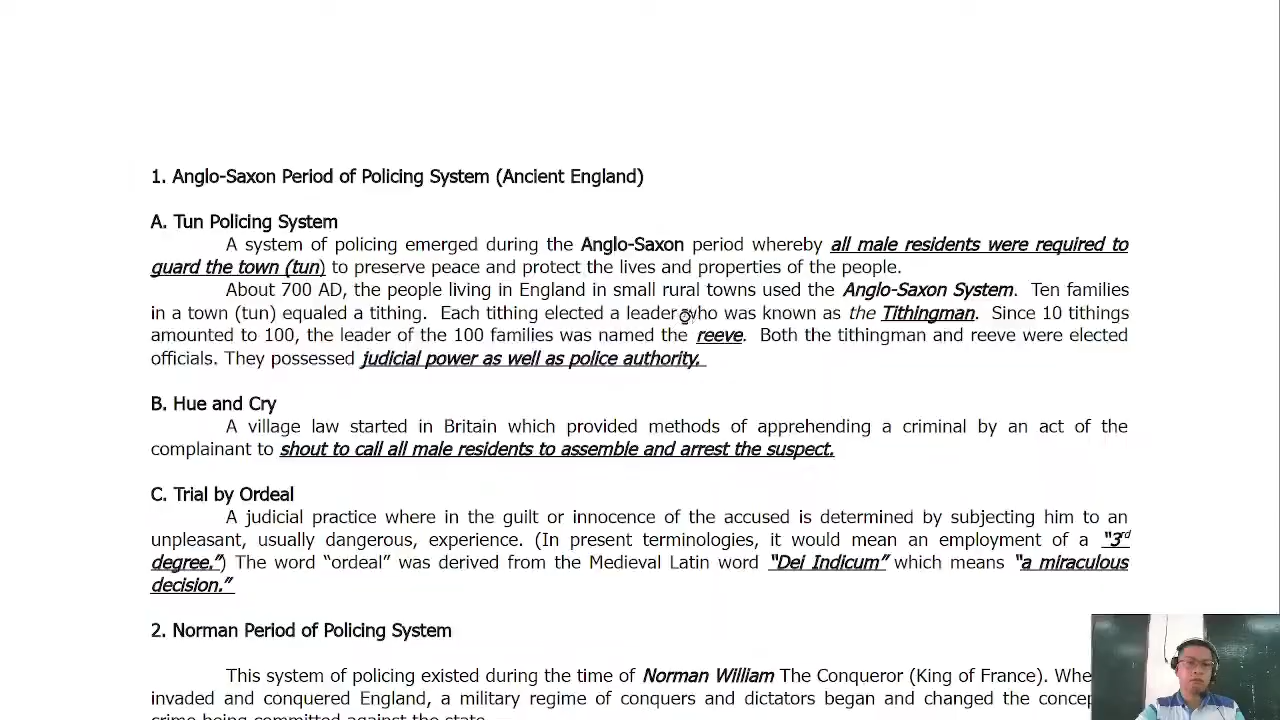 1. Anglo-Saxon Period of Policing System (Ancient England)
A. Tun Policing System
A system of policing emerged during the Anglo-Saxon period whereby all male residents were required to
guard the town (tun) to preserve peace and protect the lives and properties of the people.
About 700 AD, the people living in England in small rural towns used the Anglo-Saxon System. Ten families
in a town (tun) equaled a tithing. Each tithing elected a leader who was known as the Tithingman. Since 10 tithings
amounted to 100, the leader of the 100 families was named the reeve. Both the tithingman and reeve were elected
officials. They possessed judicial power as well as police authority.
B. Hue and Cry
A village law started in Britain which provided methods of apprehending a criminal by an act of the
complainant to shout to call all male residents to assemble and arrest the suspect.
C. Trial by Ordeal
A judicial practice where in the guilt or innocence of the accused is determined by subjecting him to an
unpleasant, usually dangerous, experience. (In present terminologies, it would mean an employment of a "3rd
degree.") The word "ordeal" was derived from the Medieval Latin word "Dei Indicum" which means "a miraculous
decision."
2. Norman Period of Policing System
This system of policing existed during the time of Norman William The Conqueror (King of France).
invaded and conquered England, a military regime of conquers and dictators began and changed the
crime being committed against the state.